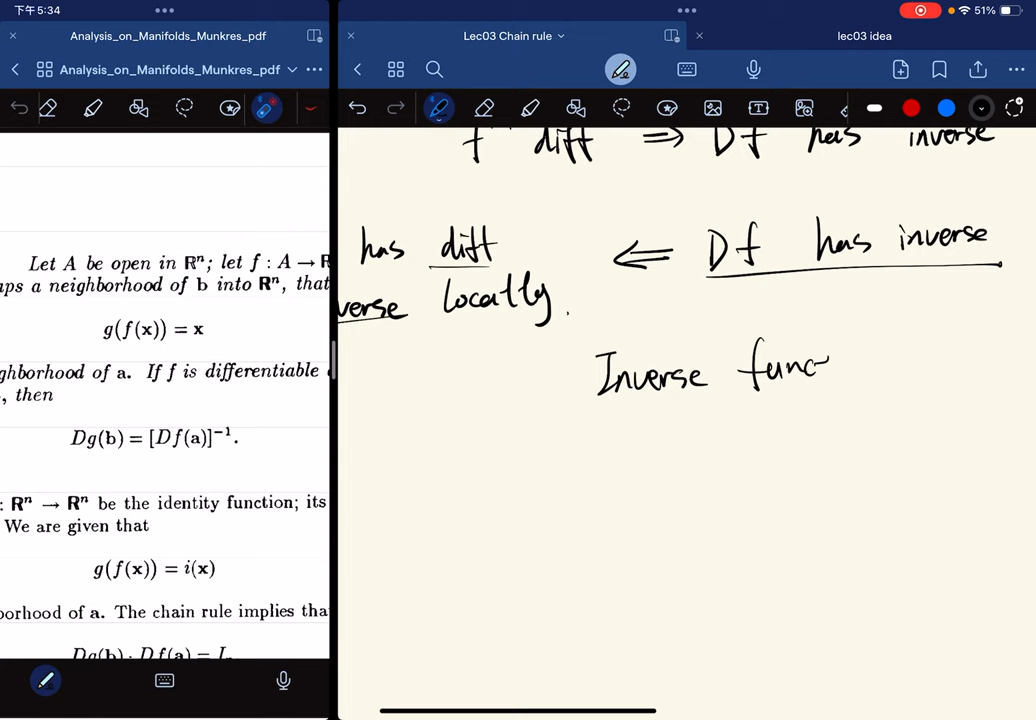 下午5:34
51%
Analysis_on_Manifolds_Munkres_pdf
Analysis_on_Manifolds_Munkres_pdf
Let A be open in Rⁿ; let f : A → R
aps a neighborhood of b into Rⁿ, that
g(f(x)) = x
ghborhood of a. If f is differentiable
, then
Dg(b) = [Df(a)]⁻¹.
: Rⁿ → Rⁿ be the identity function; its
We are given that
g(f(x)) = i(x)
orhood of a. The chain rule implies tha
Dg(b) · Df(a) = I
Lec03 Chain rule
lec03 idea
diff ⇒ Df has inverse
has diff ⇐ Df has inverse
verse locally.
Inverse func